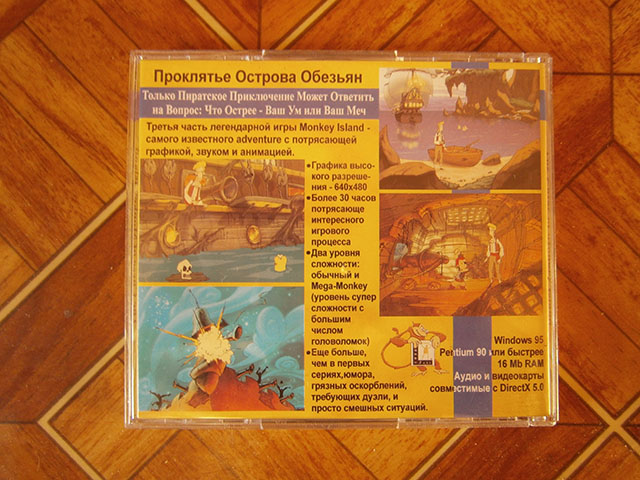 Проклятье Острова Обезьян
Только Пиратское Приключение Может Ответить
на Вопрос: Что Острее - Ваш Ум или Ваш Меч
Третья часть легендарной игры Monkey Island -
самого известного adventure с потрясающей
графикой, звуком и анимацией.
●Графика высо-
кого разреше-
ния - 640x480
●Более 30 часов
потрясающе
интересного
игрового
процесса
●Два уровня
сложности:
обычный и
Mega-Monkey
(уровень супер
сложности с
большим
числом
головоломок)
●Еще больше,
чем в первых
сериях,юмора,
грязных оскорблений,
требующих дуэли, и
просто смешных ситуаций.
Windows 95
Pentium 90 или быстрее
16 Mb RAM
Аудио и видеокарты
совместимые с DirectX 5.0